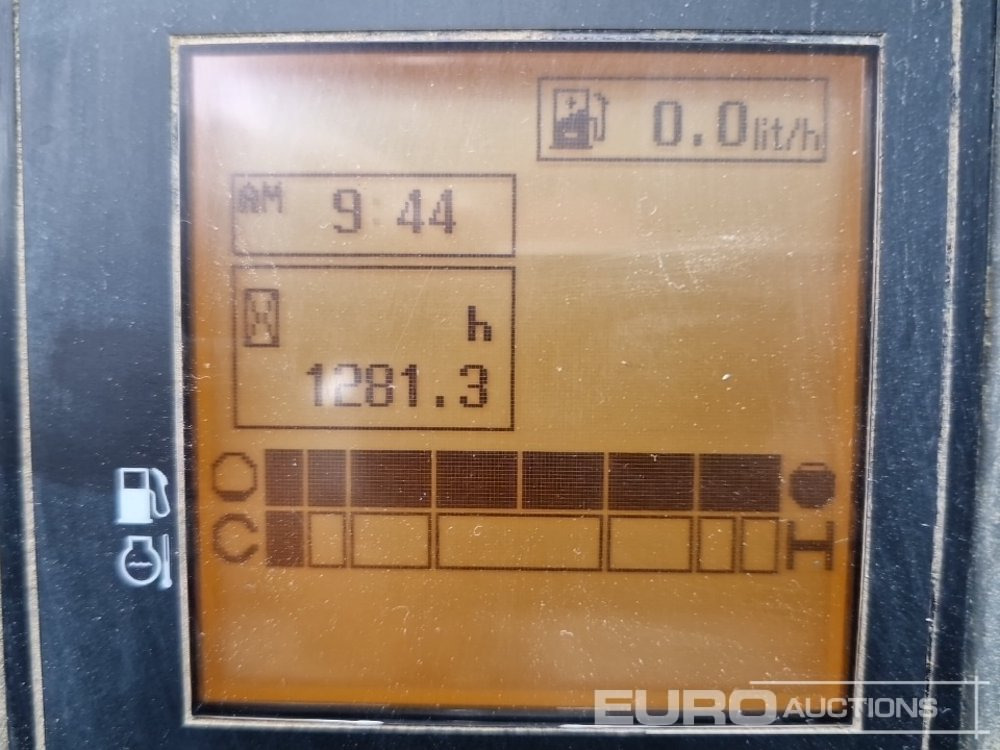 0.0 lit/h
AM 9:44
h
1281.3
C H
EURO AUCTIONS